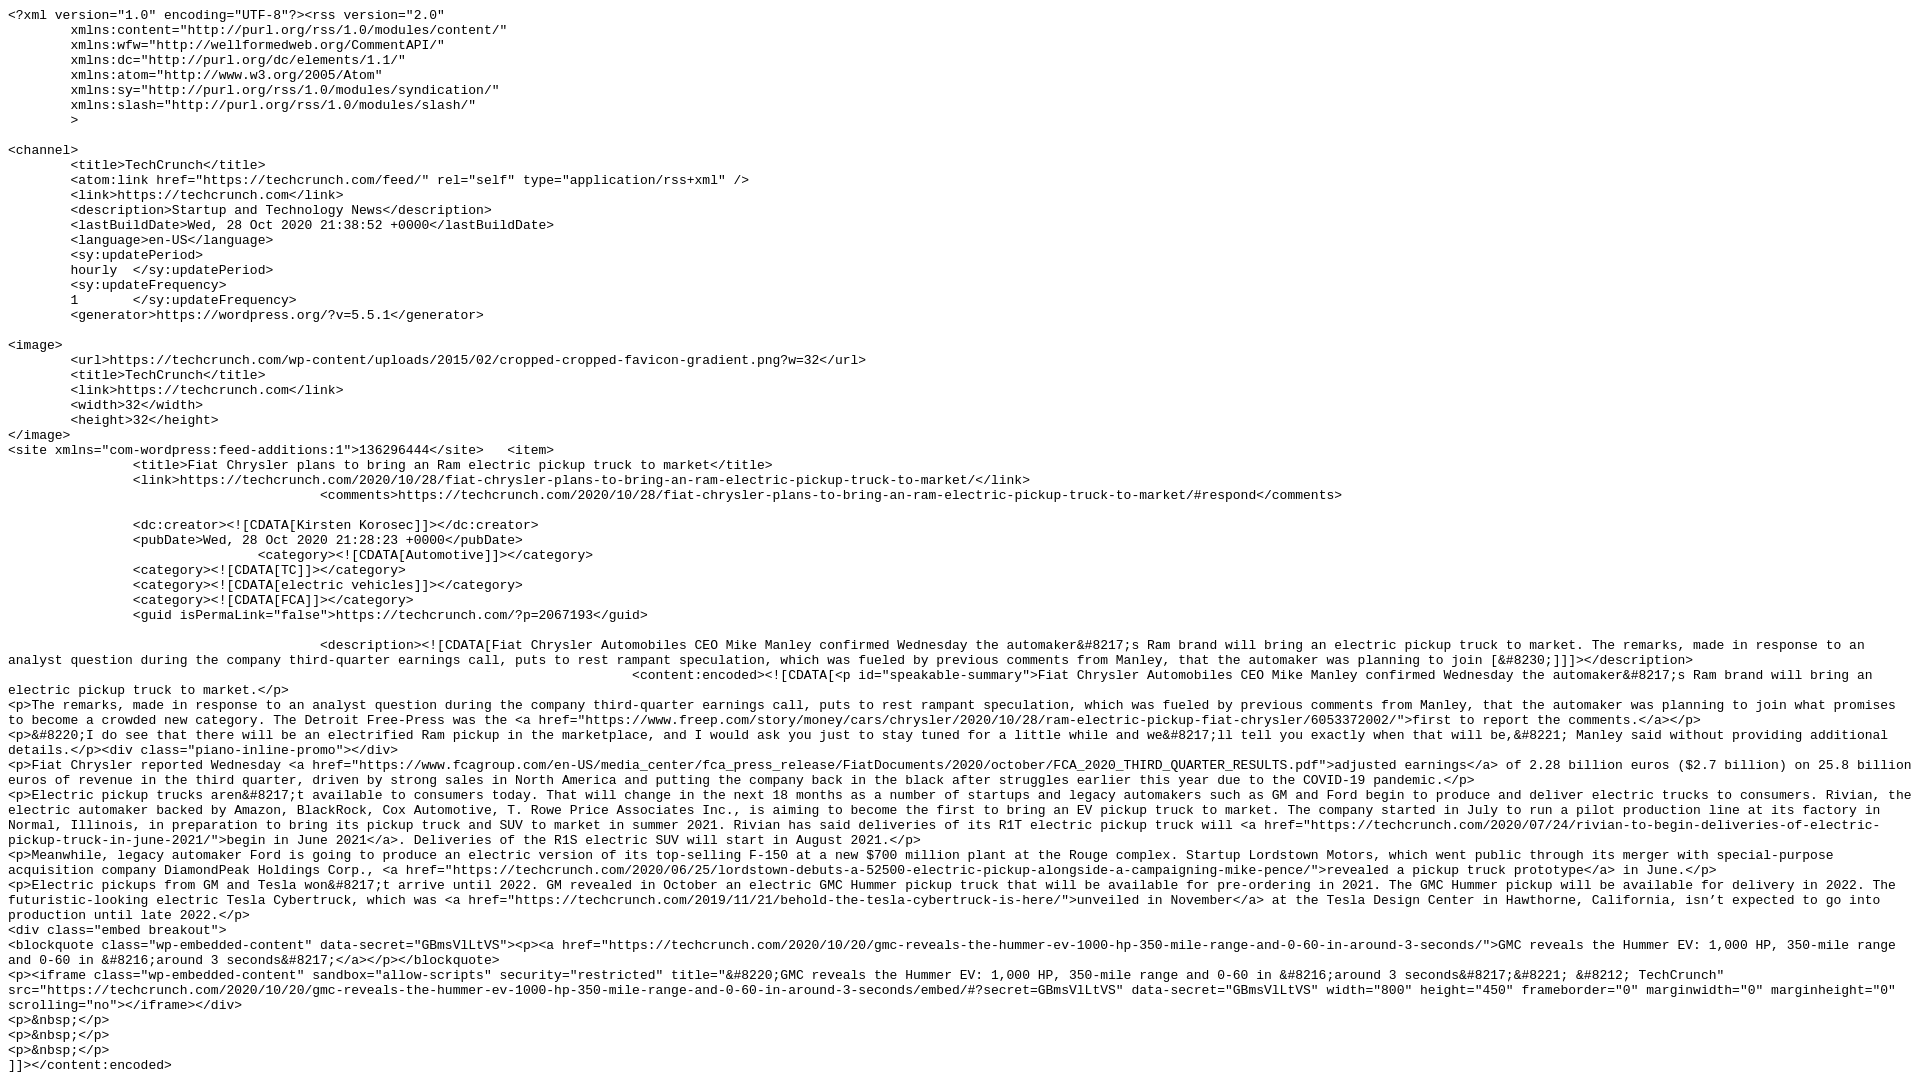 <?xml version="1.0" encoding="UTF-8"?><rss version="2.0"
xmlns:content="http://purl.org/rss/1.0/modules/content/"
xmlns:wfw="http://wellformedweb.org/CommentAPI/"
xmlns:dc="http://purl.org/dc/elements/1.1/"
xmlns:atom="http://www.w3.org/2005/Atom"
xmlns:sy="http://purl.org/rss/1.0/modules/syndication/"
xmlns:slash="http://purl.org/rss/1.0/modules/slash/"
>
<channel>
<title>TechCrunch</title>
<atom:link href="https://techcrunch.com/feed/" rel="self" type="application/rss+xml" />
<link>https://techcrunch.com</link>
<description>Startup and Technology News</description>
<lastBuildDate>Wed, 28 Oct 2020 21:38:52 +0000</lastBuildDate>
<language>en-US</language>
<sy:updatePeriod>
hourly  </sy:updatePeriod>
<sy:updateFrequency>
1       </sy:updateFrequency>
<generator>https://wordpress.org/?v=5.5.1</generator>
<image>
<url>https://techcrunch.com/wp-content/uploads/2015/02/cropped-cropped-favicon-gradient.png?w=32</url>
<title>TechCrunch</title>
<link>https://techcrunch.com</link>
<width>32</width>
<height>32</height>
</image>
<site xmlns="com-wordpress:feed-additions:1">136296444</site>   <item>
<title>Fiat Chrysler plans to bring an Ram electric pickup truck to market</title>
<link>https://techcrunch.com/2020/10/28/fiat-chrysler-plans-to-bring-an-ram-electric-pickup-truck-to-market/</link>
<comments>https://techcrunch.com/2020/10/28/fiat-chrysler-plans-to-bring-an-ram-electric-pickup-truck-to-market/#respond</comments>
<dc:creator><![CDATA[Kirsten Korosec]]></dc:creator>
<pubDate>Wed, 28 Oct 2020 21:28:23 +0000</pubDate>
<category><![CDATA[Automotive]]></category>
<category><![CDATA[TC]]></category>
<category><![CDATA[electric vehicles]]></category>
<category><![CDATA[FCA]]></category>
<guid isPermaLink="false">https://techcrunch.com/?p=2067193</guid>
<description><![CDATA[Fiat Chrysler Automobiles CEO Mike Manley confirmed Wednesday the automaker&#8217;s Ram brand will bring an electric pickup truck to market. The remarks, made in response to an
analyst question during the company third-quarter earnings call, puts to rest rampant speculation, which was fueled by previous comments from Manley, that the automaker was planning to join [&#8230;]]]></description>
<content:encoded><![CDATA[<p id="speakable-summary">Fiat Chrysler Automobiles CEO Mike Manley confirmed Wednesday the automaker&#8217;s Ram brand will bring an
electric pickup truck to market.</p>
<p>The remarks, made in response to an analyst question during the company third-quarter earnings call, puts to rest rampant speculation, which was fueled by previous comments from Manley, that the automaker was planning to join what promises
to become a crowded new category. The Detroit Free-Press was the <a href="https://www.freep.com/story/money/cars/chrysler/2020/10/28/ram-electric-pickup-fiat-chrysler/6053372002/">first to report the comments.</a></p>
<p>&#8220;I do see that there will be an electrified Ram pickup in the marketplace, and I would ask you just to stay tuned for a little while and we&#8217;ll tell you exactly when that will be,&#8221; Manley said without providing additional
details.</p><div class="piano-inline-promo"></div>
<p>Fiat Chrysler reported Wednesday <a href="https://www.fcagroup.com/en-US/media_center/fca_press_release/FiatDocuments/2020/october/FCA_2020_THIRD_QUARTER_RESULTS.pdf">adjusted earnings</a> of 2.28 billion euros ($2.7 billion) on 25.8 billion
euros of revenue in the third quarter, driven by strong sales in North America and putting the company back in the black after struggles earlier this year due to the COVID-19 pandemic.</p>
<p>Electric pickup trucks aren&#8217;t available to consumers today. That will change in the next 18 months as a number of startups and legacy automakers such as GM and Ford begin to produce and deliver electric trucks to consumers. Rivian, the
electric automaker backed by Amazon, BlackRock, Cox Automotive, T. Rowe Price Associates Inc., is aiming to become the first to bring an EV pickup truck to market. The company started in July to run a pilot production line at its factory in
Normal, Illinois, in preparation to bring its pickup truck and SUV to market in summer 2021. Rivian has said deliveries of its R1T electric pickup truck will <a href="https://techcrunch.com/2020/07/24/rivian-to-begin-deliveries-of-electric-
pickup-truck-in-june-2021/">begin in June 2021</a>. Deliveries of the R1S electric SUV will start in August 2021.</p>
<p>Meanwhile, legacy automaker Ford is going to produce an electric version of its top-selling F-150 at a new $700 million plant at the Rouge complex. Startup Lordstown Motors, which went public through its merger with special-purpose
acquisition company DiamondPeak Holdings Corp., <a href="https://techcrunch.com/2020/06/25/lordstown-debuts-a-52500-electric-pickup-alongside-a-campaigning-mike-pence/">revealed a pickup truck prototype</a> in June.</p>
<p>Electric pickups from GM and Tesla won&#8217;t arrive until 2022. GM revealed in October an electric GMC Hummer pickup truck that will be available for pre-ordering in 2021. The GMC Hummer pickup will be available for delivery in 2022. The
futuristic-looking electric Tesla Cybertruck, which was <a href="https://techcrunch.com/2019/11/21/behold-the-tesla-cybertruck-is-here/">unveiled in November</a> at the Tesla Design Center in Hawthorne, California, isn’t expected to go into
production until late 2022.</p>
<div class="embed breakout">
<blockquote class="wp-embedded-content" data-secret="GBmsVlLtVS"><p><a href="https://techcrunch.com/2020/10/20/gmc-reveals-the-hummer-ev-1000-hp-350-mile-range-and-0-60-in-around-3-seconds/">GMC reveals the Hummer EV: 1,000 HP, 350-mile range
and 0-60 in &#8216;around 3 seconds&#8217;</a></p></blockquote>
<p><iframe class="wp-embedded-content" sandbox="allow-scripts" security="restricted" title="&#8220;GMC reveals the Hummer EV: 1,000 HP, 350-mile range and 0-60 in &#8216;around 3 seconds&#8217;&#8221; &#8212; TechCrunch"
src="https://techcrunch.com/2020/10/20/gmc-reveals-the-hummer-ev-1000-hp-350-mile-range-and-0-60-in-around-3-seconds/embed/#?secret=GBmsVlLtVS" data-secret="GBmsVlLtVS" width="800" height="450" frameborder="0" marginwidth="0" marginheight="0"
scrolling="no"></iframe></div>
<p>&nbsp;</p>
<p>&nbsp;</p>
<p>&nbsp;</p>
]]></content:encoded>